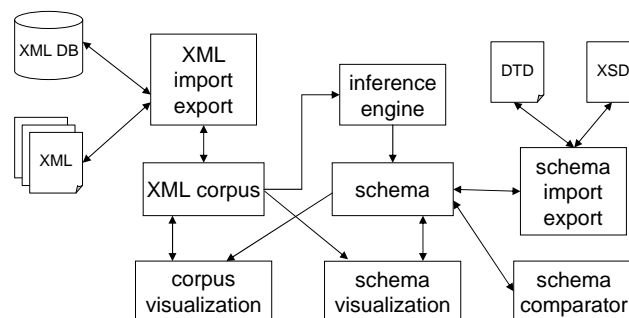 XML DB
XML
import
export
inference
engine
DTD
XSD
XML
XML corpus
schema
schema
import
export
corpus
visualization
schema
visualization
schema
comparator